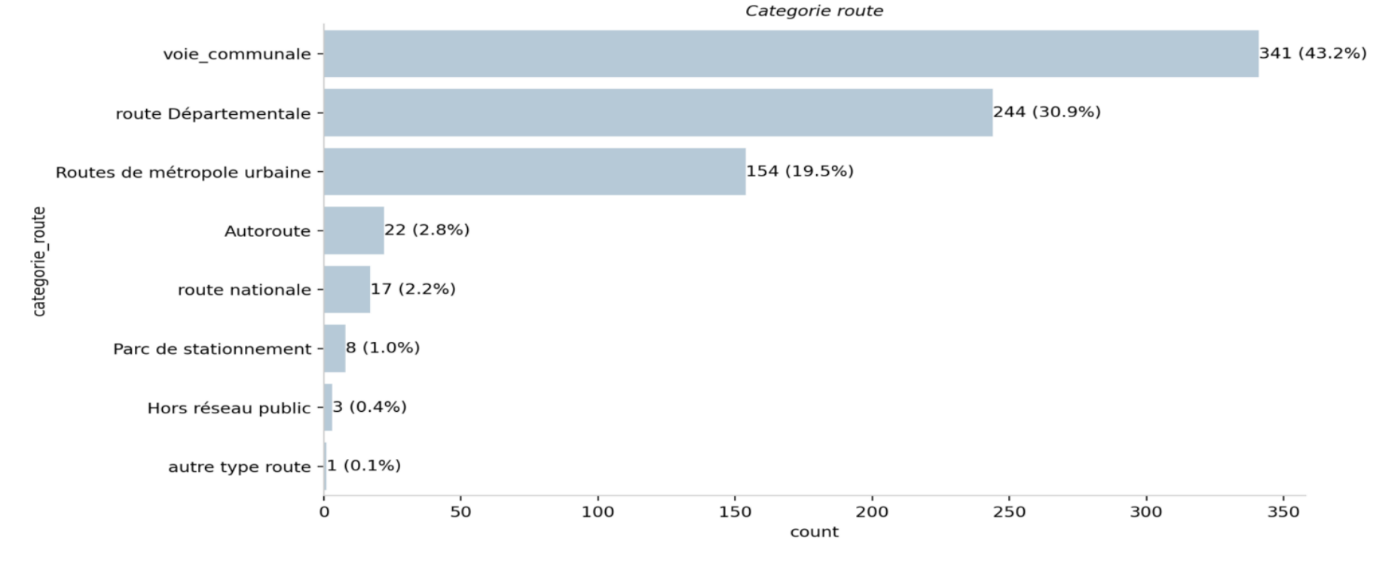 Categorie route
voie_communale 341 (43.2%)
route Départementale 244 (30.9%)
Routes de métropole urbaine 154 (19.5%)
Autoroute 22 (2.8%)
route nationale 17 (2.2%)
Parc de stationnement 8 (1.0%)
Hors réseau public 3 (0.4%)
autre type route 1 (0.1%)
categorie_route
0 50 100 150 200 250 300 350
count